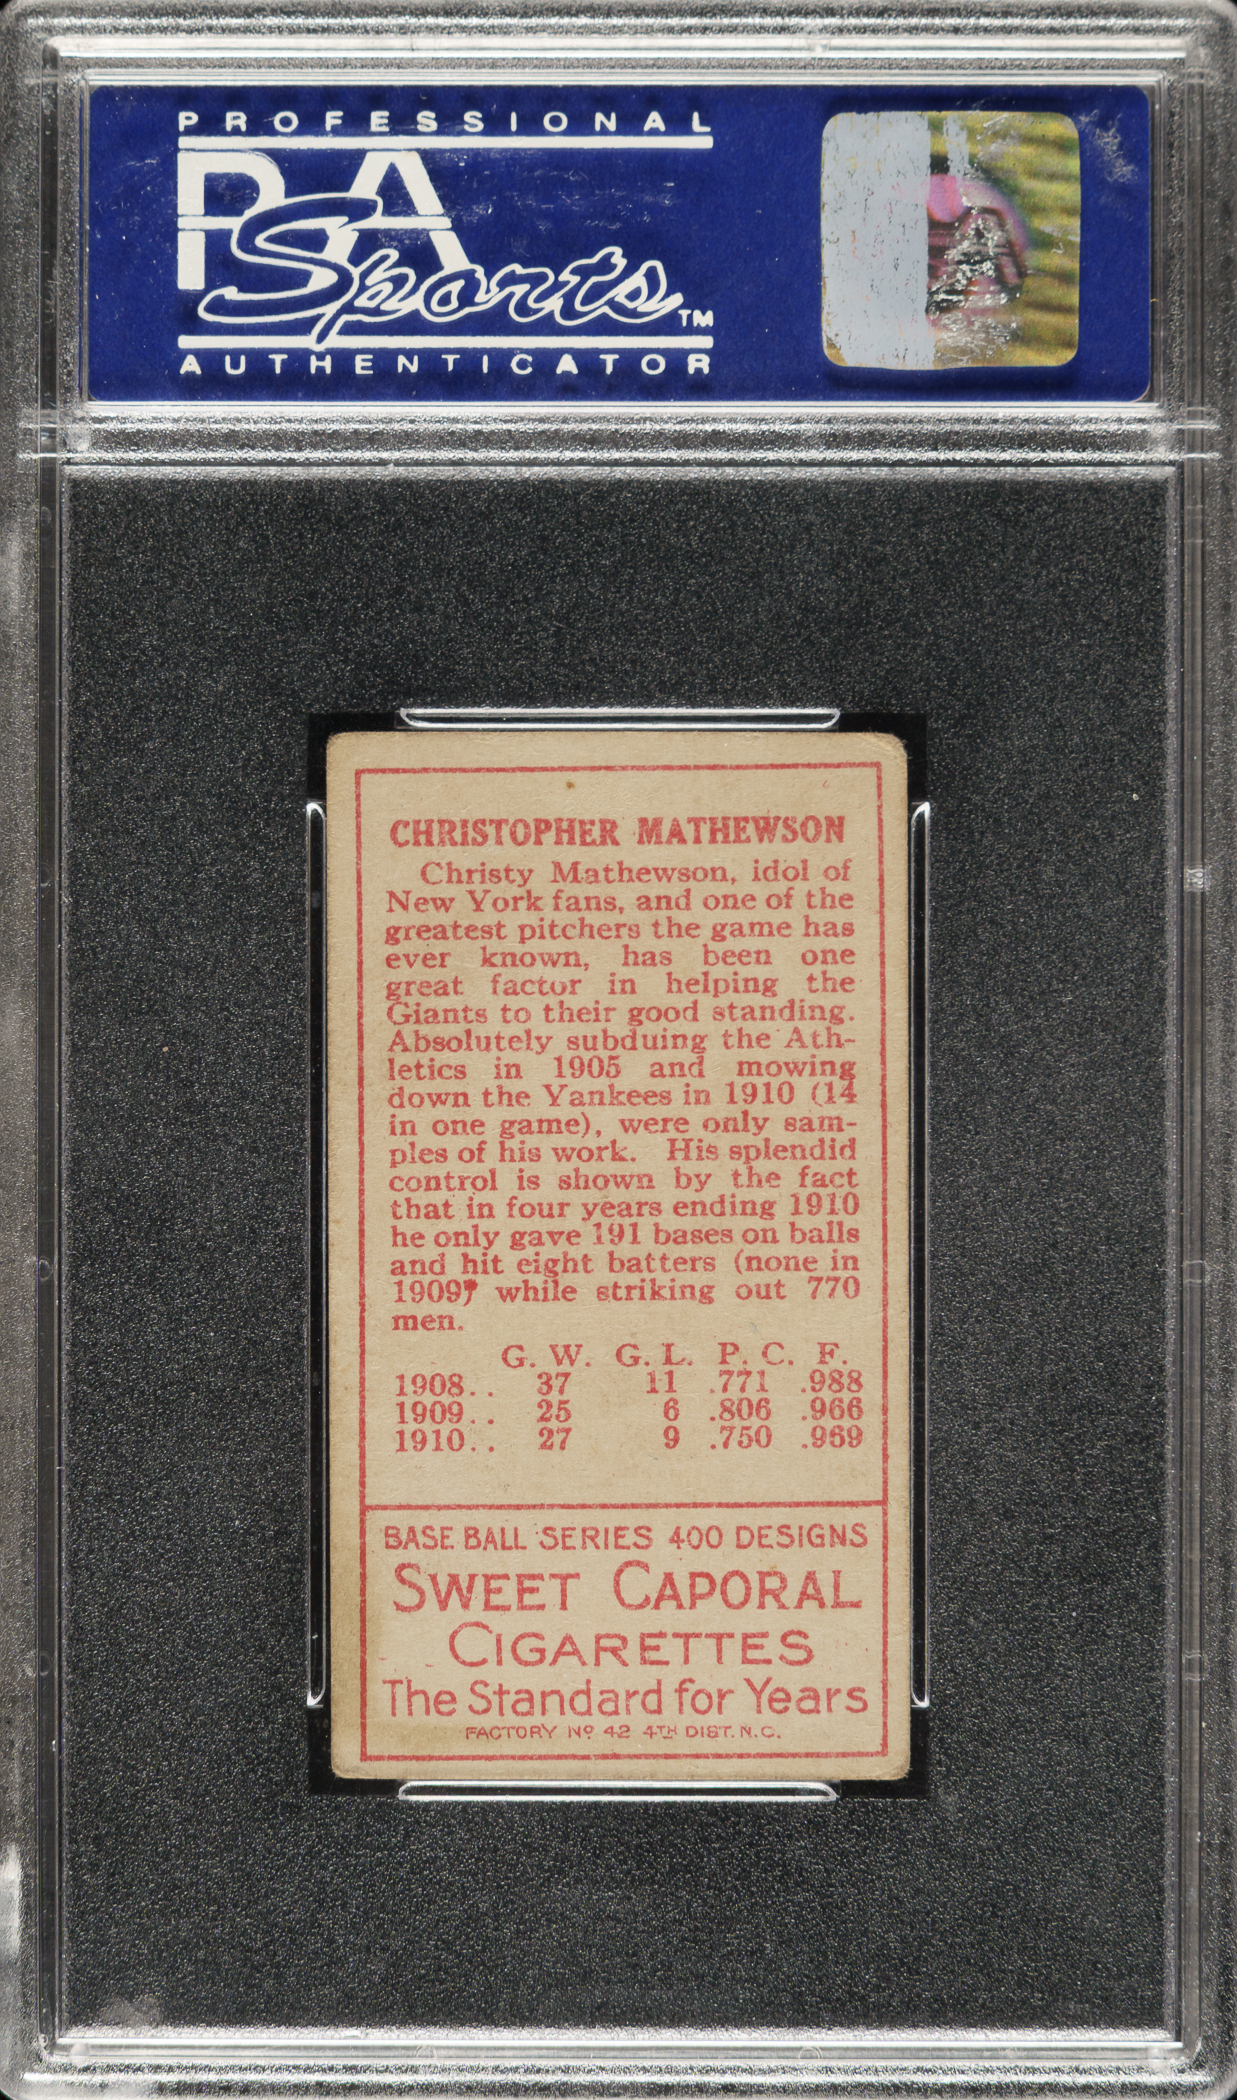 PROFESSIONAL
PSA
Sports™
AUTHENTICATOR
CHRISTOPHER MATHEWSON
Christy Mathewson, idol of
New York fans, and one of the
greatest pitchers the game has
ever known, has been one
great factor in helping the
Giants to their good standing.
Absolutely subduing the Ath-
letics in 1905 and mowing
down the Yankees in 1910 (14
in one game), were only sam-
ples of his work. His splendid
control is shown by the fact
that in four years ending 1910
he only gave 191 bases on balls
and hit eight batters (none in
1909) while striking out 770
men.
G. W. G. L. P. C. F.
1908.. 37 11 .771 .988
1909.. 25 6 .806 .966
1910.. 27 9 .750 .969
BASE BALL SERIES 400 DESIGNS
SWEET CAPORAL
CIGARETTES
The Standard for Years
FACTORY Nº 42 4TH DIST. N.C.